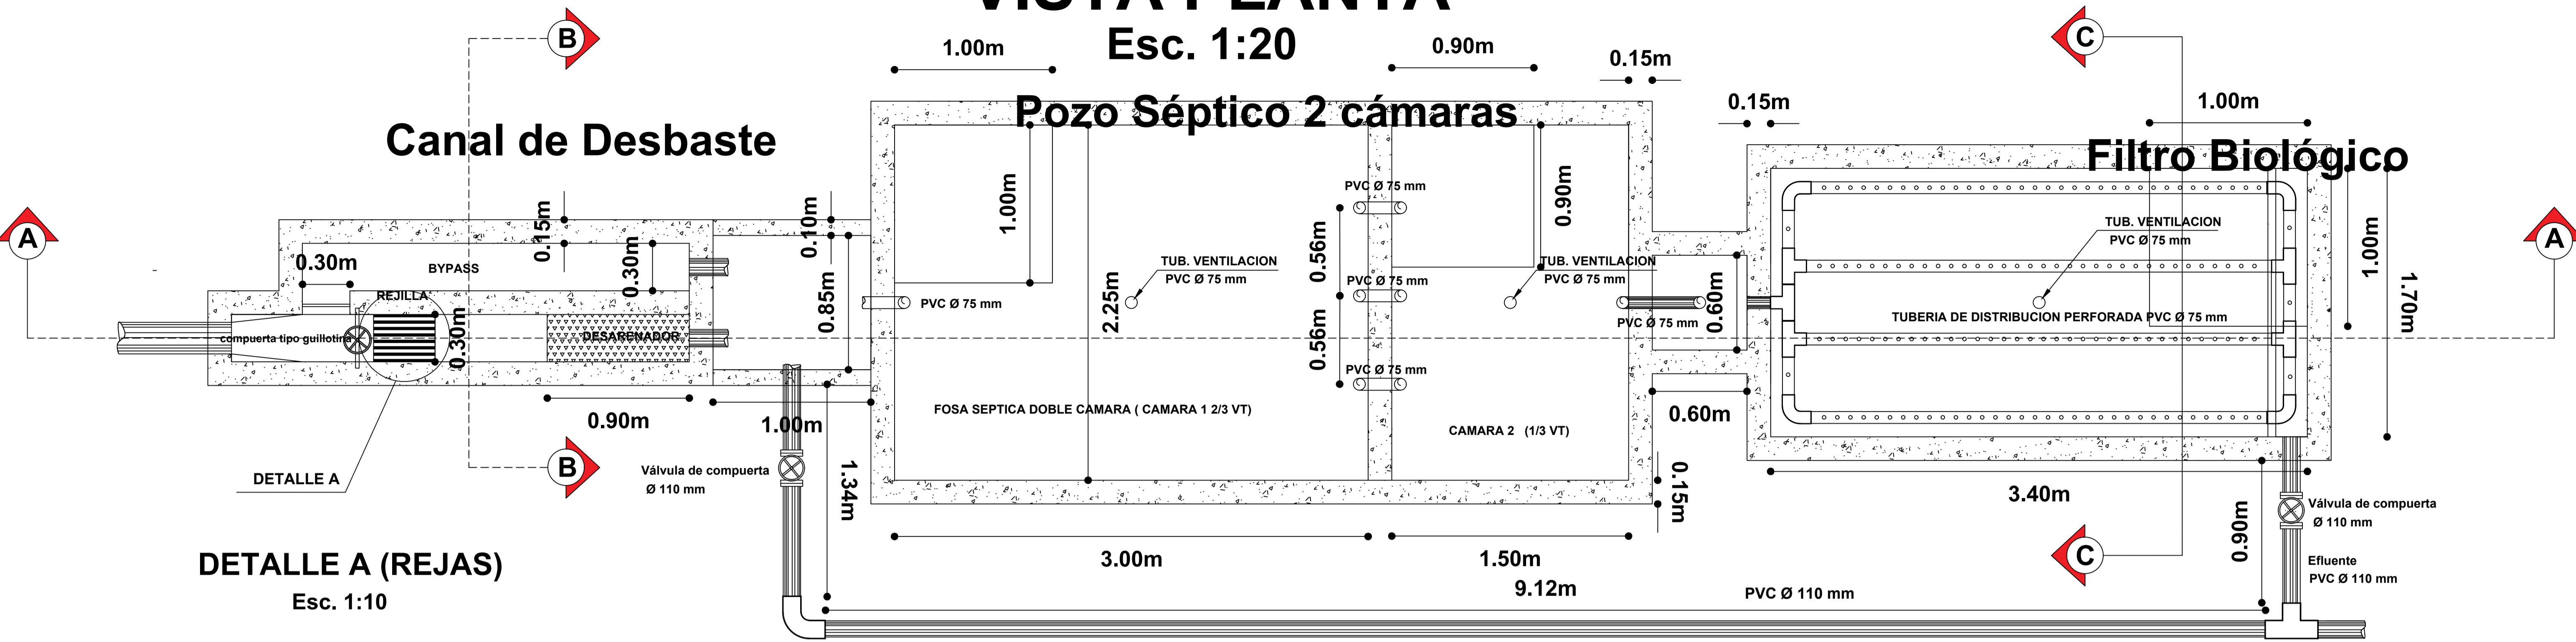 VISTA PLANTA
Esc. 1:20
B
C
1.00m
0.90m
0.15m
0.15m
1.00m
Pozo Séptico 2 cámaras
Canal de Desbaste
Filtro Biológico
A
A
0.15m
0.10m
1.00m
0.90m
PVC Ø 75 mm
0.56m
TUB. VENTILACION
PVC Ø 75 mm
1.00m
0.30m
BYPASS
0.30m
REJILLA
TUB. VENTILACION
PVC Ø 75 mm
TUB. VENTILACION
PVC Ø 75 mm
PVC Ø 75 mm
0.85m
PVC Ø 75 mm
2.25m
0.60m
1.70m
compuerta tipo guillotina
0.30m
DESARENADOR
0.56m
PVC Ø 75 mm
TUBERIA DE DISTRIBUCION PERFORADA PVC Ø 75 mm
PVC Ø 75 mm
0.90m
1.00m
FOSA SEPTICA DOBLE CAMARA ( CAMARA 1 2/3 VT)
CAMARA 2 (1/3 VT)
0.60m
DETALLE A
B
Válvula de compuerta
Ø 110 mm
1.34m
0.15m
3.40m
C
0.90m
Válvula de compuerta
Ø 110 mm
3.00m
1.50m
9.12m
PVC Ø 110 mm
Efluente
PVC Ø 110 mm
DETALLE A (REJAS)
Esc. 1:10